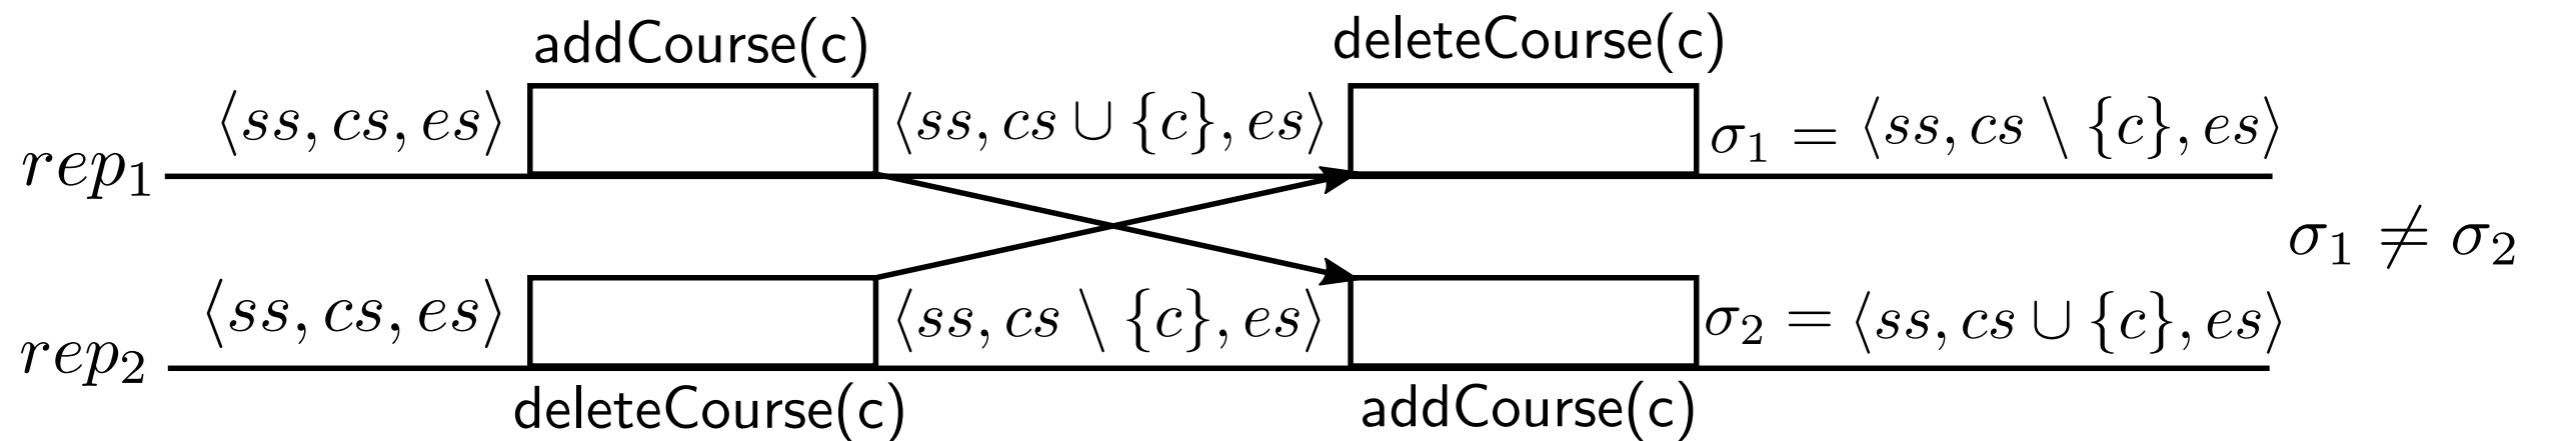 addCourse(c) deleteCourse(c)
rep₁ ⟨ss, cs, es⟩ ⟨ss, cs ∪ {c}, es⟩ σ₁ = ⟨ss, cs \ {c}, es⟩
σ₁ ≠ σ₂
rep₂ ⟨ss, cs, es⟩ ⟨ss, cs \ {c}, es⟩ σ₂ = ⟨ss, cs ∪ {c}, es⟩
deleteCourse(c) addCourse(c)